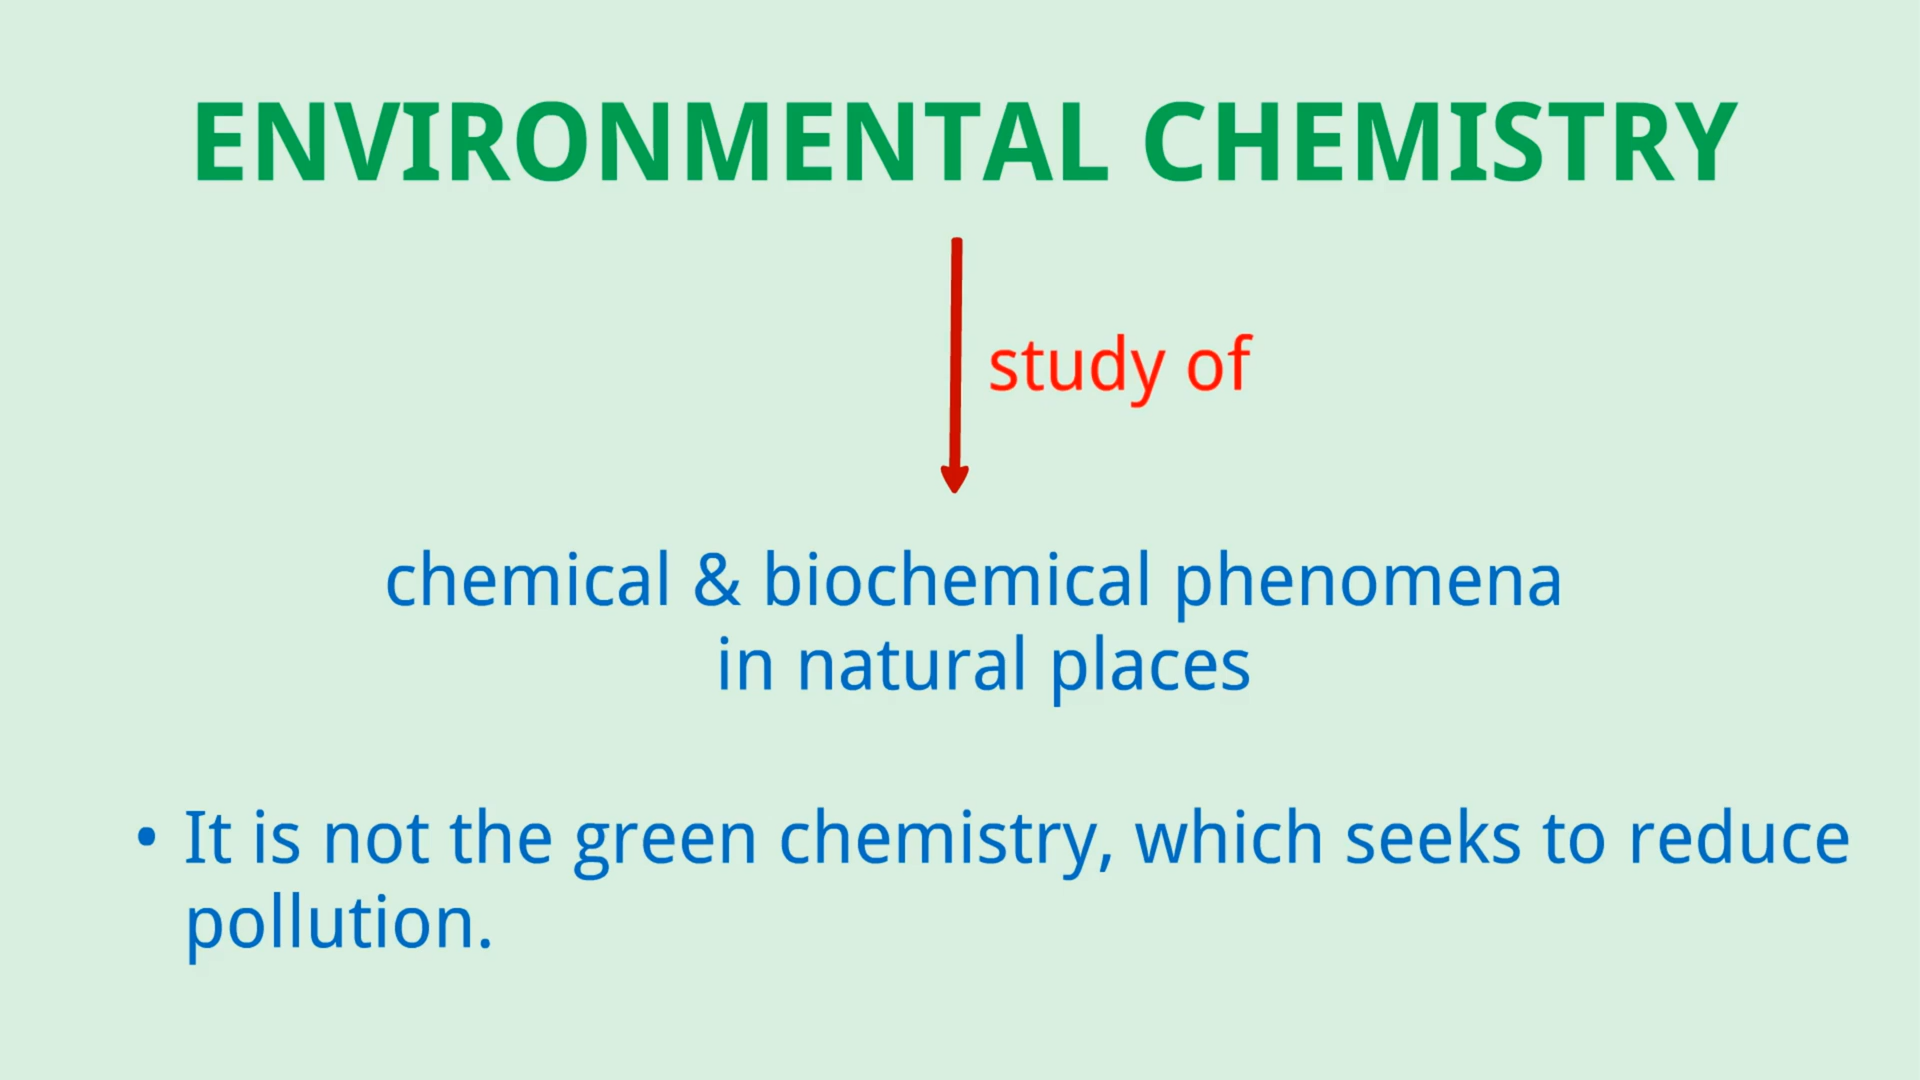 ENVIRONMENTAL CHEMISTRY
study of
chemical & biochemical phenomena
in natural places
• It is not the green chemistry, which seeks to reduce
pollution.